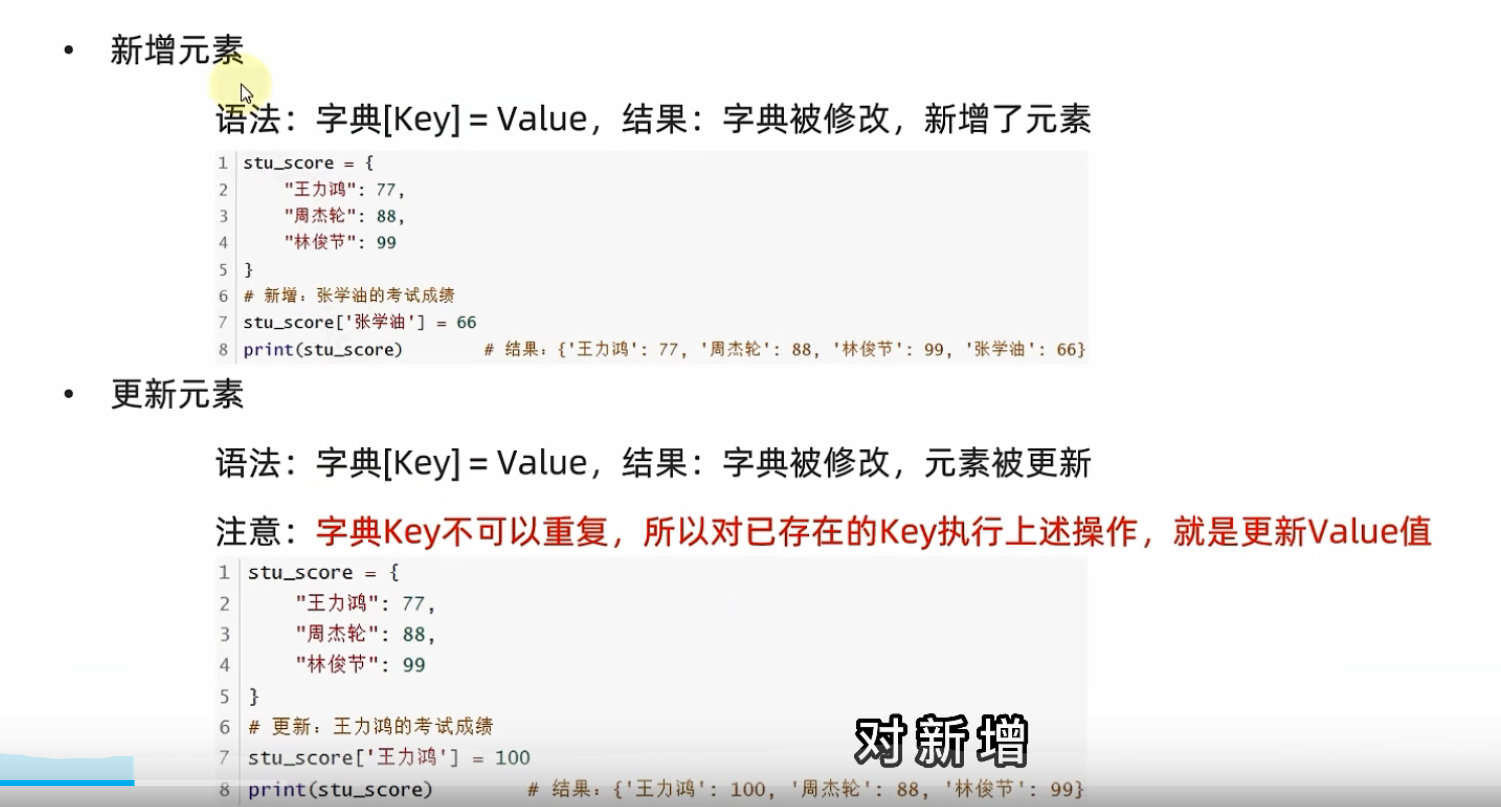 • 新增元素
语法：字典[Key] = Value，结果：字典被修改，新增了元素
1 stu_score = {
2     "王力鸿": 77,
3     "周杰轮": 88,
4     "林俊节": 99
5 }
6 # 新增：张学油的考试成绩
7 stu_score['张学油'] = 66
8 print(stu_score)        # 结果：{'王力鸿': 77, '周杰轮': 88, '林俊节': 99, '张学油': 66}
• 更新元素
语法：字典[Key] = Value，结果：字典被修改，元素被更新
注意：字典Key不可以重复，所以对已存在的Key执行上述操作，就是更新Value值
1 stu_score = {
2     "王力鸿": 77,
3     "周杰轮": 88,
4     "林俊节": 99
5 }
6 # 更新：王力鸿的考试成绩
7 stu_score['王力鸿'] = 100
8 print(stu_score)        # 结果：{'王力鸿': 100, '周杰轮': 88, '林俊节': 99}
对新增